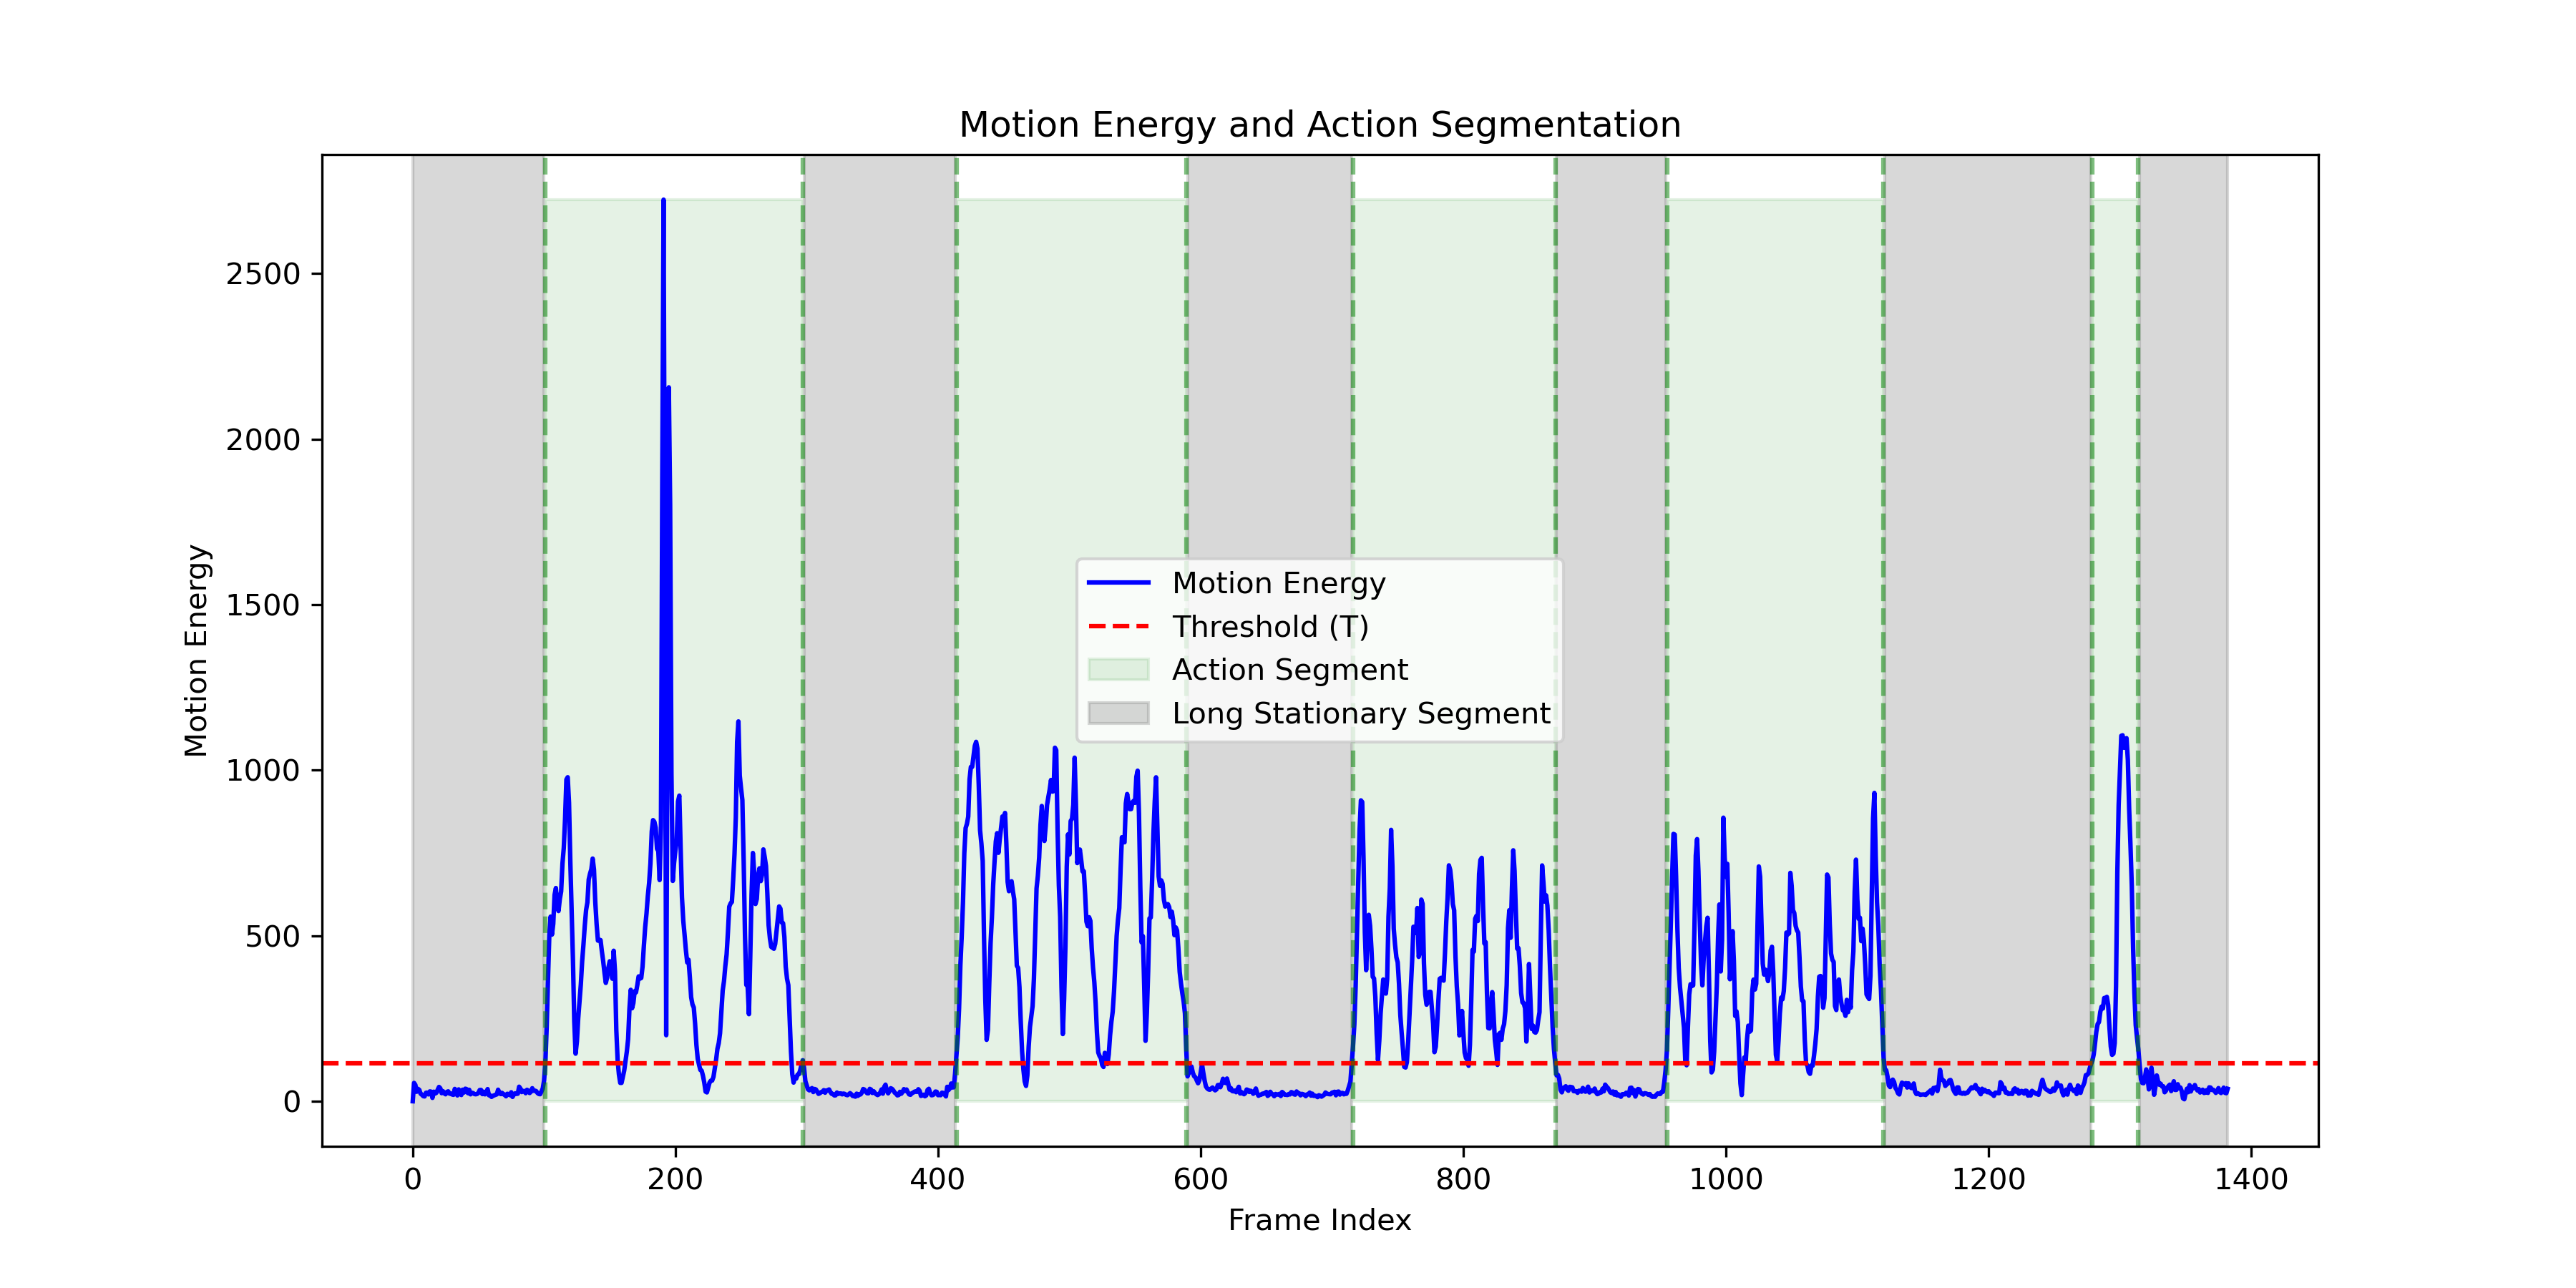 Motion Energy and Action Segmentation
Motion Energy
2500
2000
1500
1000
500
0
Motion Energy
Threshold (T)
Action Segment
Long Stationary Segment
0 200 400 600 800 1000 1200 1400
Frame Index